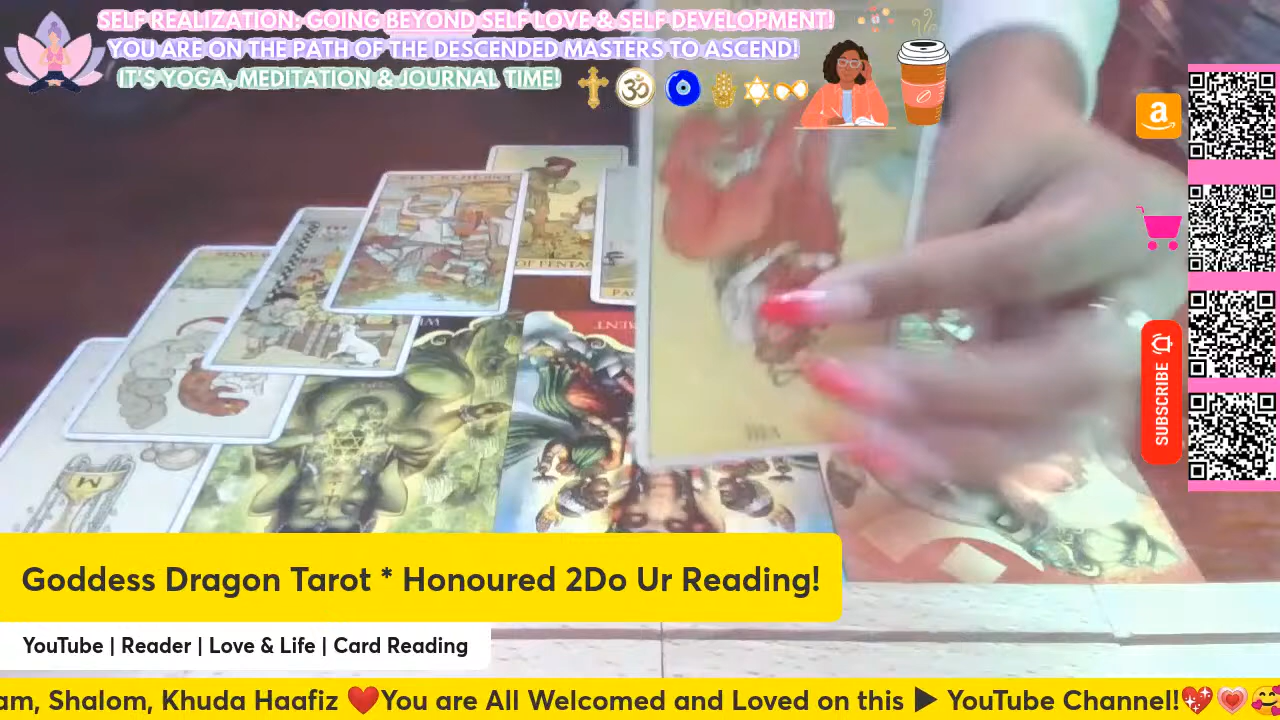 SELF REALIZATION: GOING BEYOND SELF LOVE & SELF DEVELOPMENT!
YOU ARE ON THE PATH OF THE DESCENDED MASTERS TO ASCEND!
IT'S YOGA, MEDITATION & JOURNAL TIME!
a
OF PENTAC
SUBSCRIBE
M
Goddess Dragon Tarot * Honoured 2Do Ur Reading!
YouTube | Reader | Love & Life | Card Reading
am, Shalom, Khuda Haafiz ❤️You are All Welcomed and Loved on this ▶ YouTube Channel!💖💗🥰